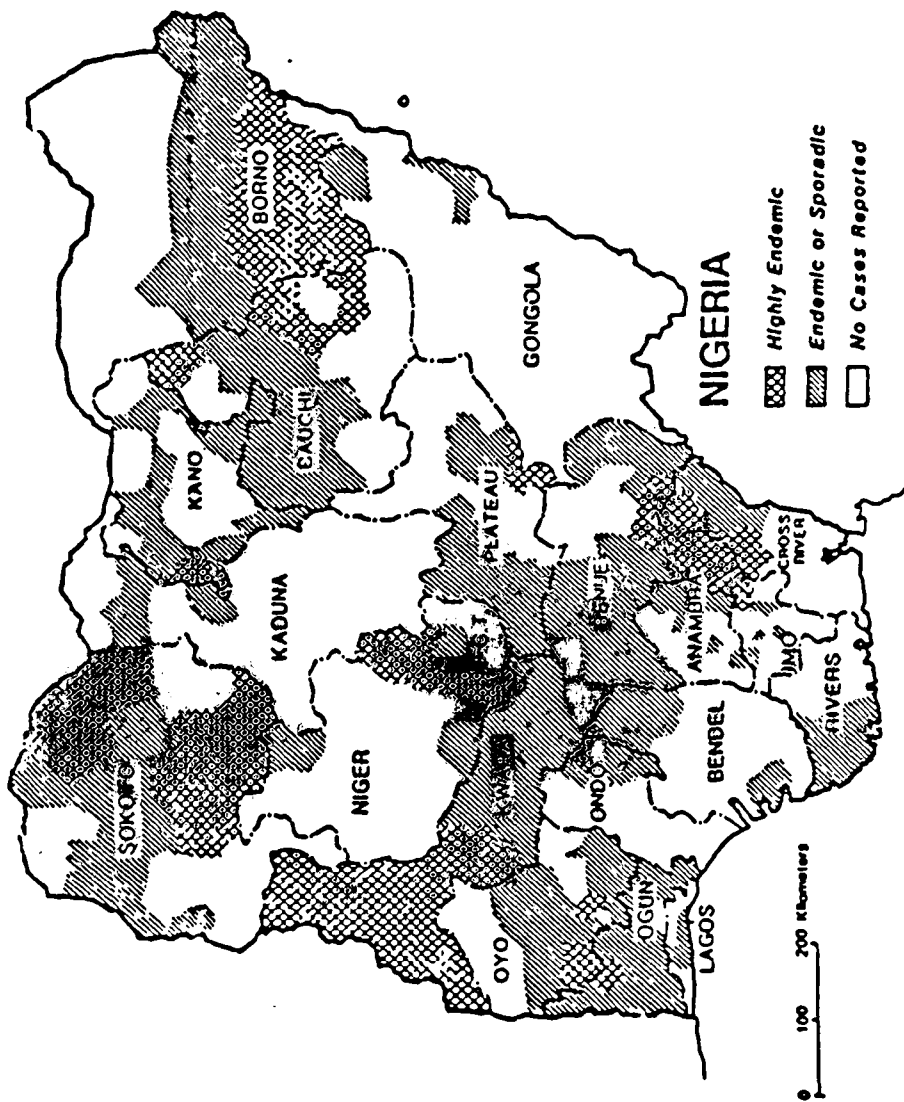 SOKOTO
KANO
BORNO
BAUCHI
KADUNA
NIGER
PLATEAU
GONGOLA
KWARA
BENUE
OYO
ONDO
OGUN
LAGOS
BENDEL
ANAMBRA
IMO
CROSS
RIVER
RIVERS
NIGERIA
Highly Endemic
Endemic or Sporadic
No Cases Reported
0 100 200 Kilometers